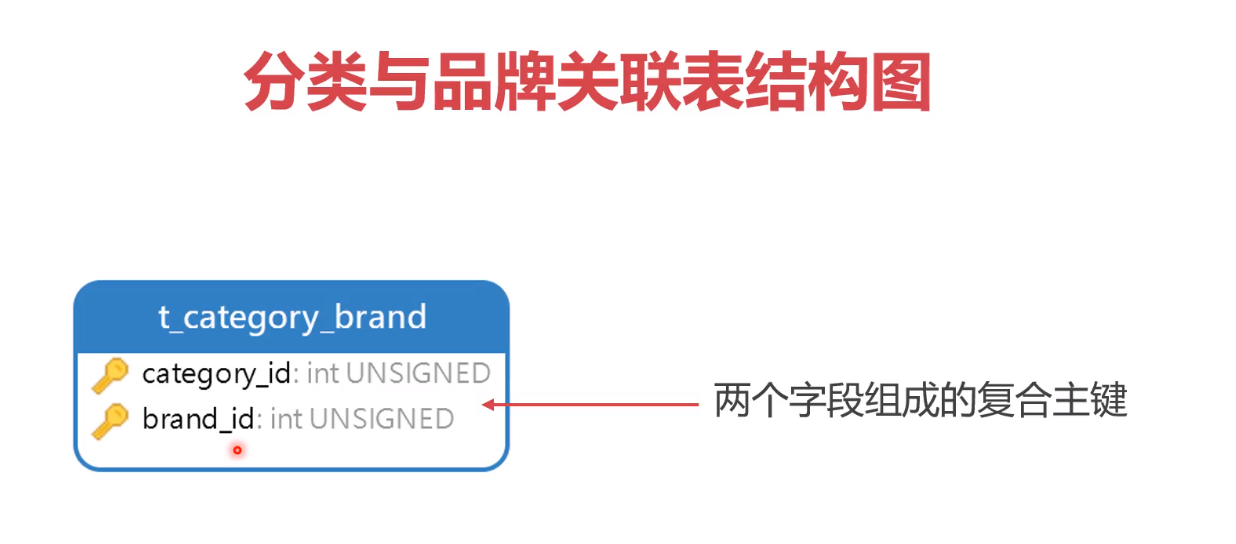 分类与品牌关联表结构图
t_category_brand
category_id: int UNSIGNED
brand_id: int UNSIGNED
两个字段组成的复合主键